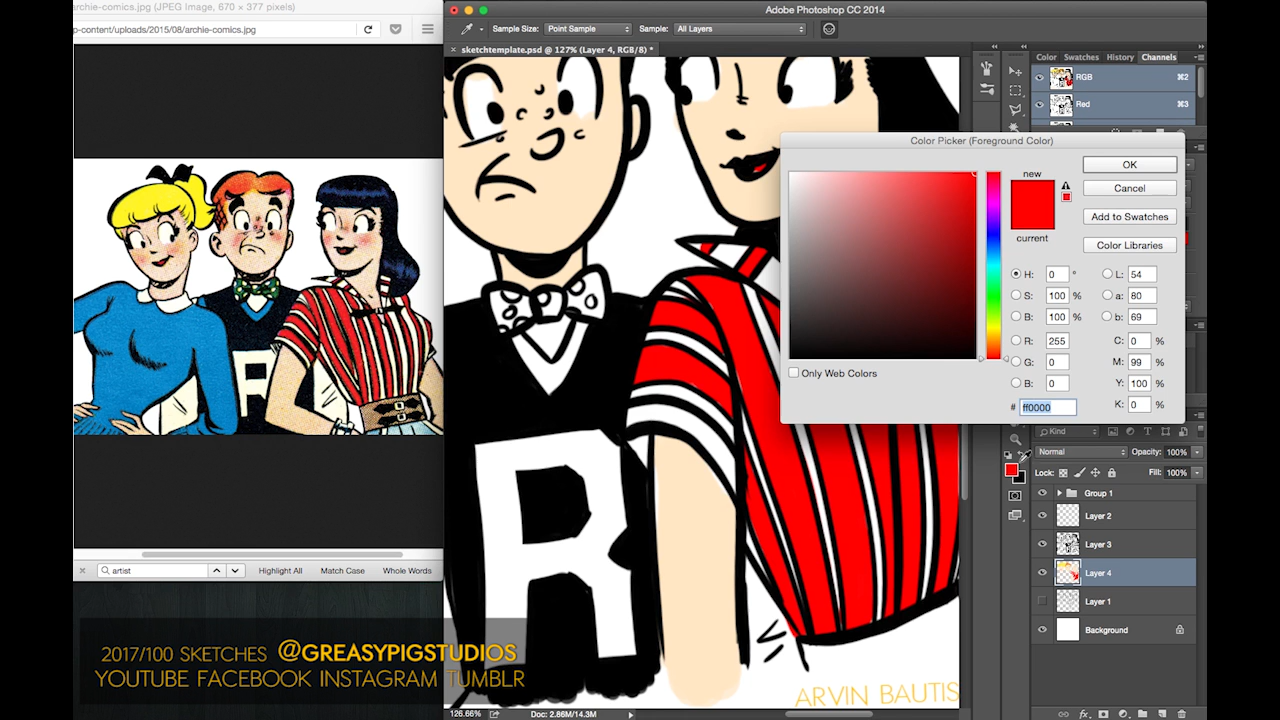 archie-comics.jpg (JPEG Image, 670 × 377 pixels)
p-content/uploads/2015/08/archie-comics.jpg
artist
Highlight All Match Case Whole Words
Adobe Photoshop CC 2014
Sample Size: Point Sample Sample: All Layers
sketchtemplate.psd @ 127% (Layer 4, RGB/8) *
R
R
Color Swatches History Channels
RGB ⌘2
Red ⌘3
Color Picker (Foreground Color)
new
current
OK
Cancel
Add to Swatches
Color Libraries
H: 0 ° L: 54
S: 100 % a: 80
B: 100 % b: 69
R: 255 C: 0 %
G: 0 M: 99 %
B: 0 Y: 100 %
# ff0000 K: 0 %
Only Web Colors
Kind
Normal Opacity: 100%
Lock: Fill: 100%
Group 1
Layer 2
Layer 3
Layer 4
Layer 1
Background
fx
2017/100 SKETCHES @GREASYPIGSTUDIOS
YOUTUBE FACEBOOK INSTAGRAM TUMBLR
ARVIN BAUTIS
126.66% Doc: 2.86M/14.3M